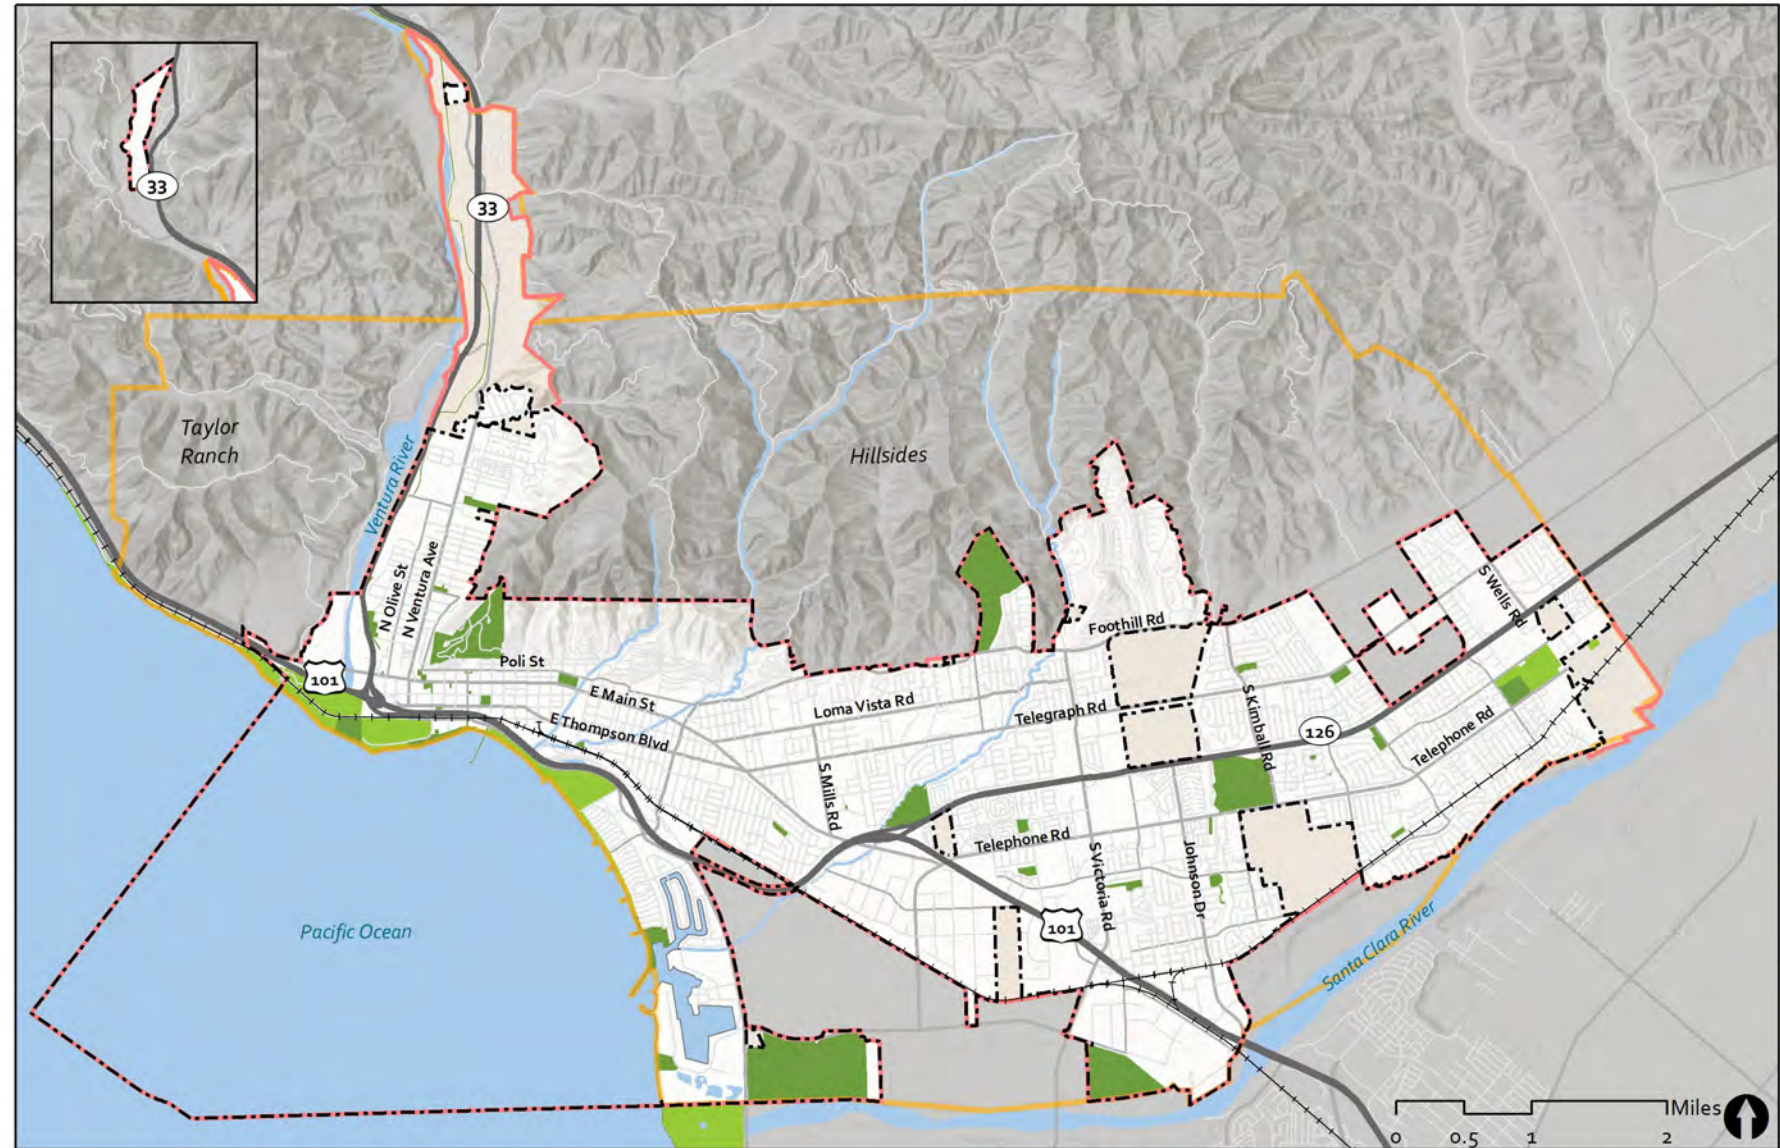 33
33
Taylor
Ranch
Ventura River
Hillsides
N Olive St
N Ventura Ave
S Wells Rd
Foothill Rd
Poli St
101
E Main St
Loma Vista Rd
Telegraph Rd
S Kimball Rd
E Thompson Blvd
126
Telephone Rd
S Mills Rd
Telephone Rd
S Victoria Rd
Johnson Dr
101
Pacific Ocean
Santa Clara River
Miles
0 0.5 1 2